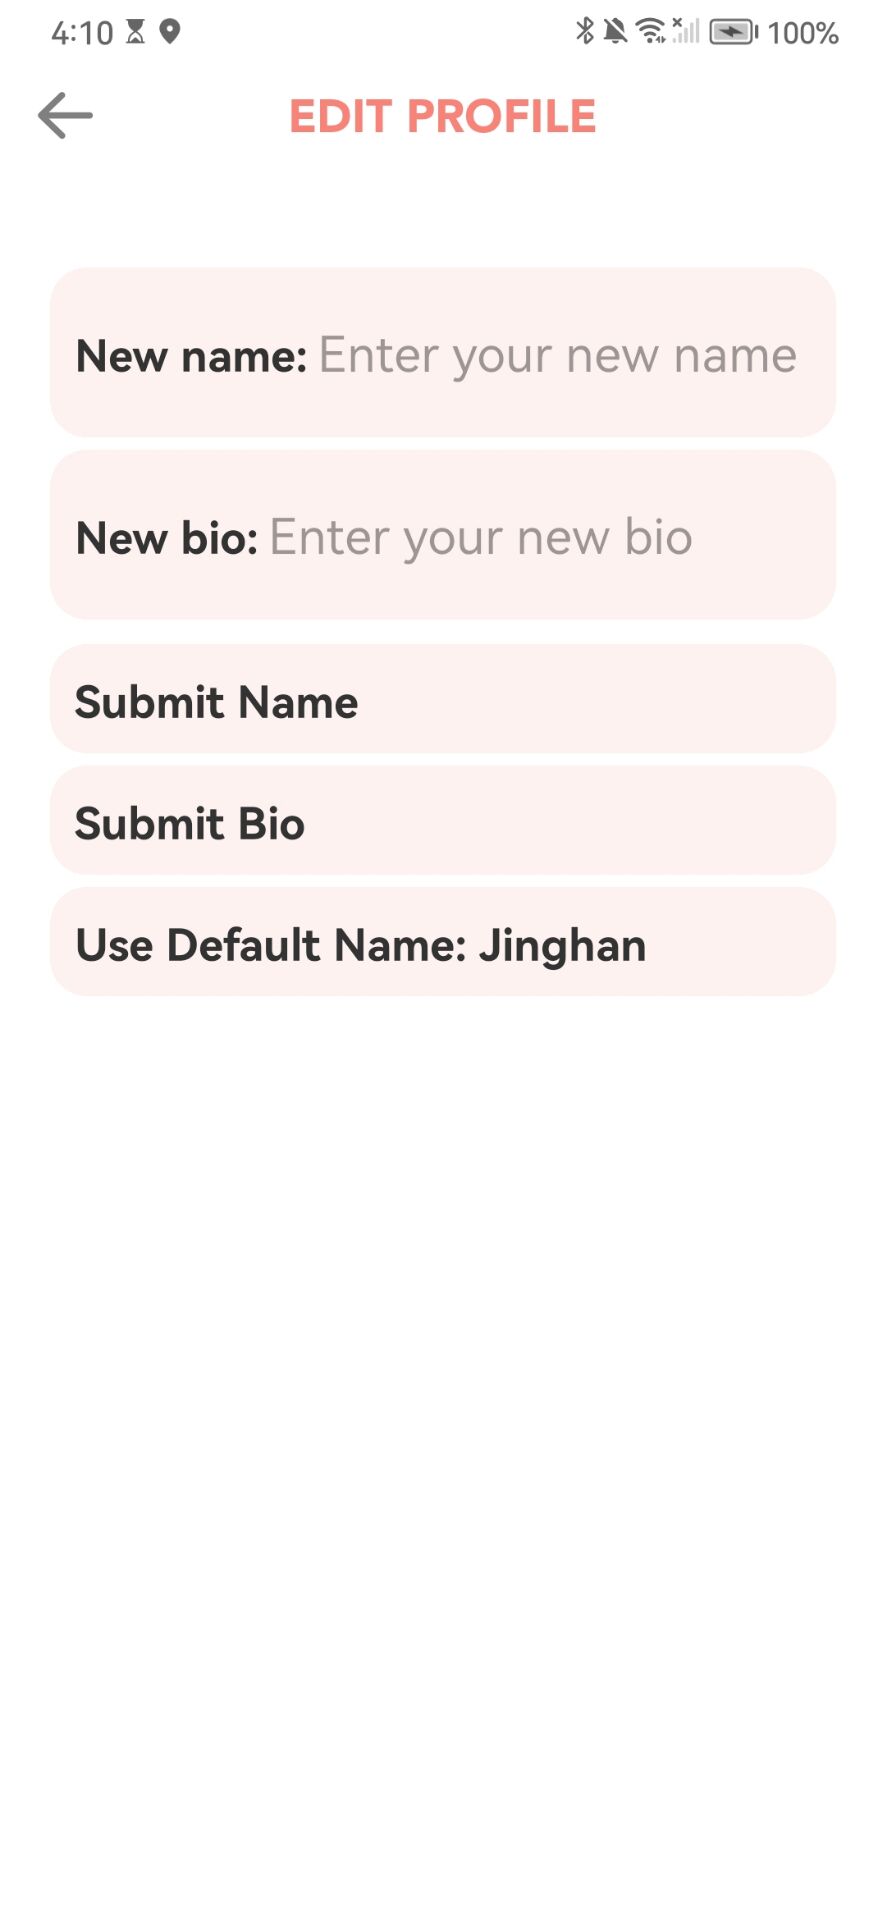 4:10 100%
EDIT PROFILE
New name: Enter your new name
New bio: Enter your new bio
Submit Name
Submit Bio
Use Default Name: Jinghan